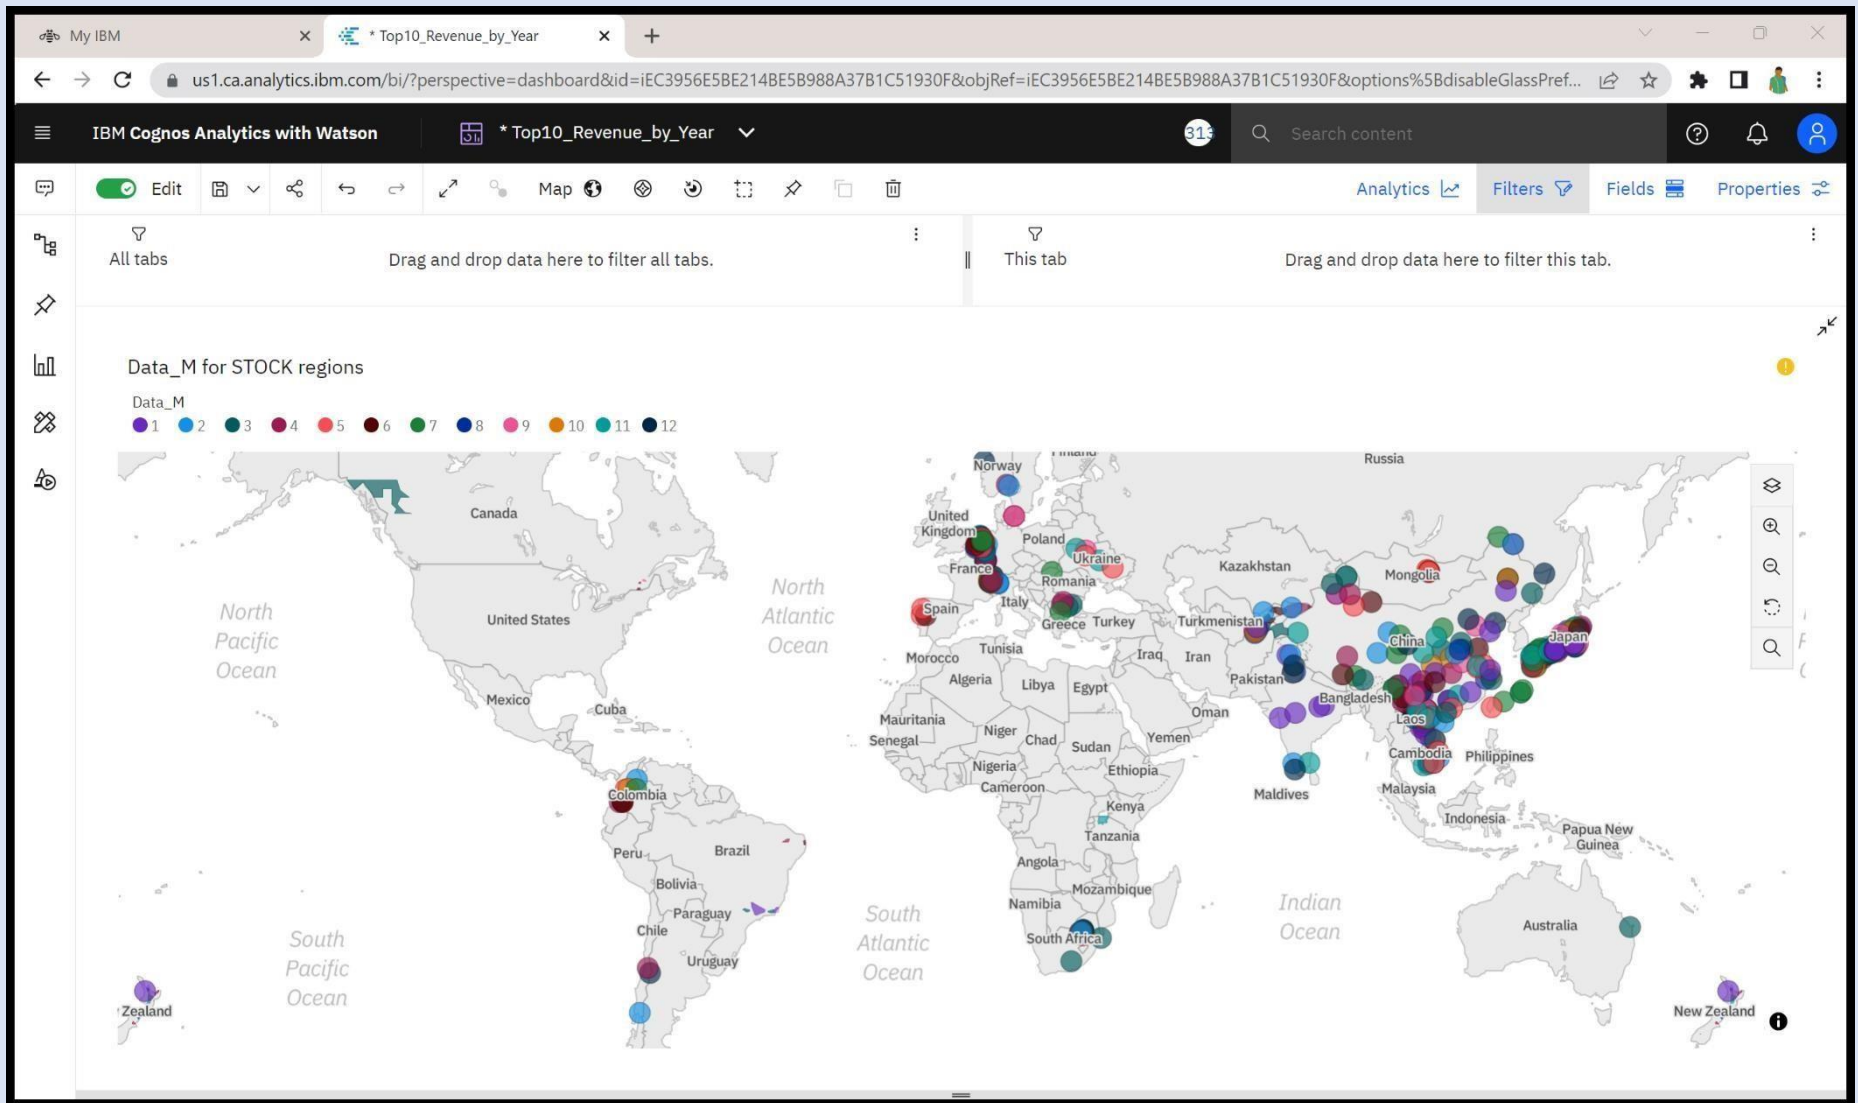 My IBM
* Top10_Revenue_by_Year
us1.ca.analytics.ibm.com/bi/?perspective=dashboard&id=iEC3956E5BE214BE5B988A37B1C51930F&objRef=iEC3956E5BE214BE5B988A37B1C51930F&options%5BdisableGlassPref...
IBM Cognos Analytics with Watson
* Top10_Revenue_by_Year
313
Search content
Edit
Map
Analytics
Filters
Fields
Properties
All tabs
Drag and drop data here to filter all tabs.
This tab
Drag and drop data here to filter this tab.
Data_M for STOCK regions
Data_M
1 2 3 4 5 6 7 8 9 10 11 12
Finland
Norway
Russia
Canada
United
Kingdom
Poland
Ukraine
France
Kazakhstan
Mongolia
Romania
North
Pacific
Ocean
United States
North
Atlantic
Ocean
Spain
Italy
Greece
Turkey
Turkmenistan
China
Japan
Morocco
Tunisia
Iraq
Iran
Algeria
Libya
Egypt
Pakistan
Bangladesh
Mexico
Cuba
Mauritania
Niger
Chad
Sudan
Oman
Yemen
Laos
Senegal
Nigeria
Ethiopia
Cambodia
Philippines
Cameroon
Colombia
Maldives
Malaysia
Kenya
Indonesia
Tanzania
Papua New
Guinea
Peru
Brazil
Angola
Bolivia
Mozambique
Namibia
Indian
Ocean
Paraguay
South
Atlantic
Ocean
Chile
South Africa
Australia
South
Pacific
Ocean
Uruguay
Zealand
New Zealand